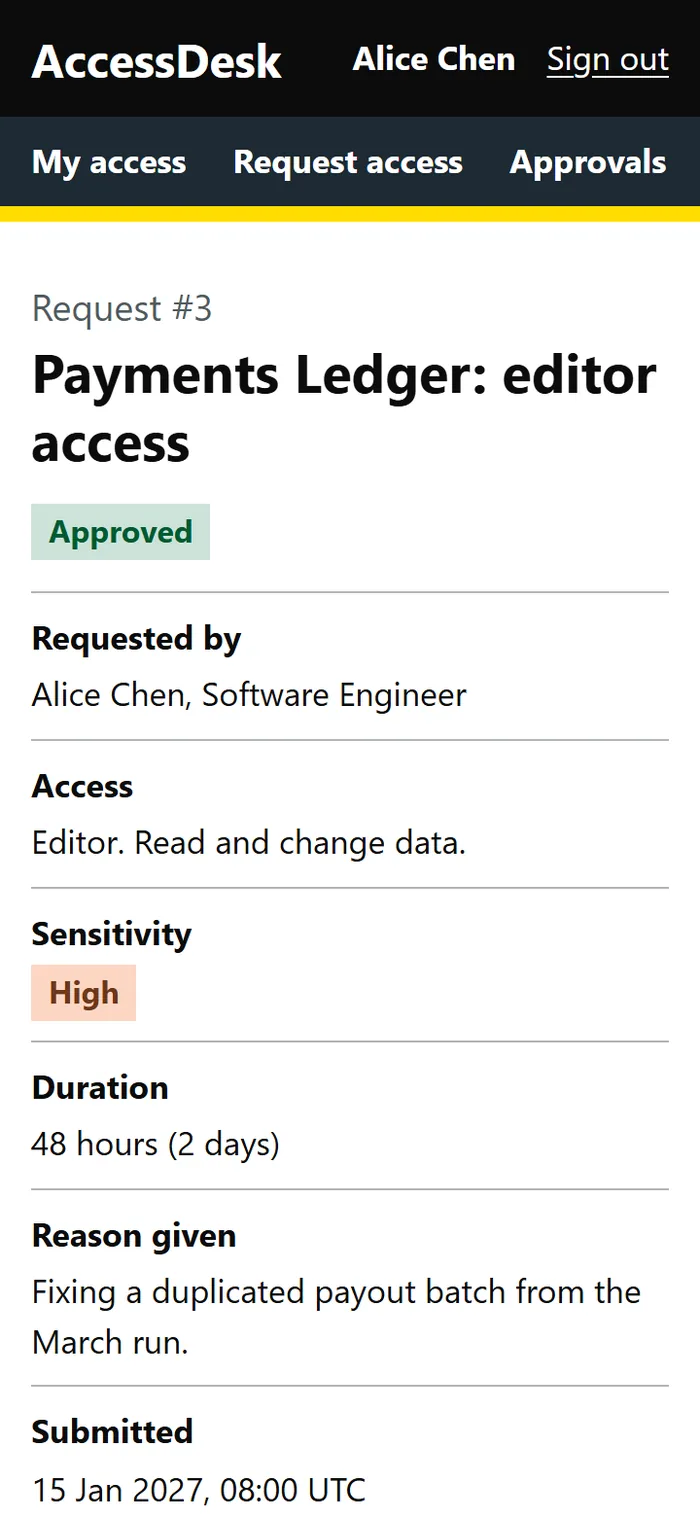 AccessDesk Alice Chen Sign out
My access Request access Approvals
Request #3
Payments Ledger: editor
access
Approved
Requested by
Alice Chen, Software Engineer
Access
Editor. Read and change data.
Sensitivity
High
Duration
48 hours (2 days)
Reason given
Fixing a duplicated payout batch from the
March run.
Submitted
15 Jan 2027, 08:00 UTC